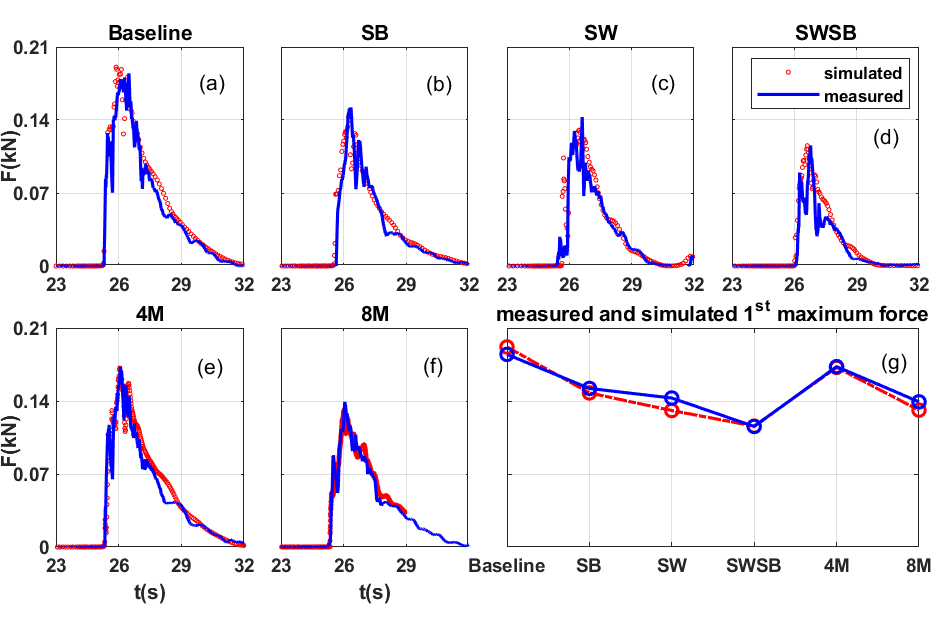 Baseline
SB
SW
SWSB
0.21
0.14
0.07
0
F(kN)
(a)
(b)
(c)
(d)
simulated
measured
23 26 29 32
23 26 29 32
23 26 29 32
23 26 29 32
4M
8M
measured and simulated 1st maximum force
0.21
0.14
0.07
0
F(kN)
(e)
(f)
(g)
23 26 29 32
23 26 29 32
Baseline SB SW SWSB 4M 8M
t(s)
t(s)